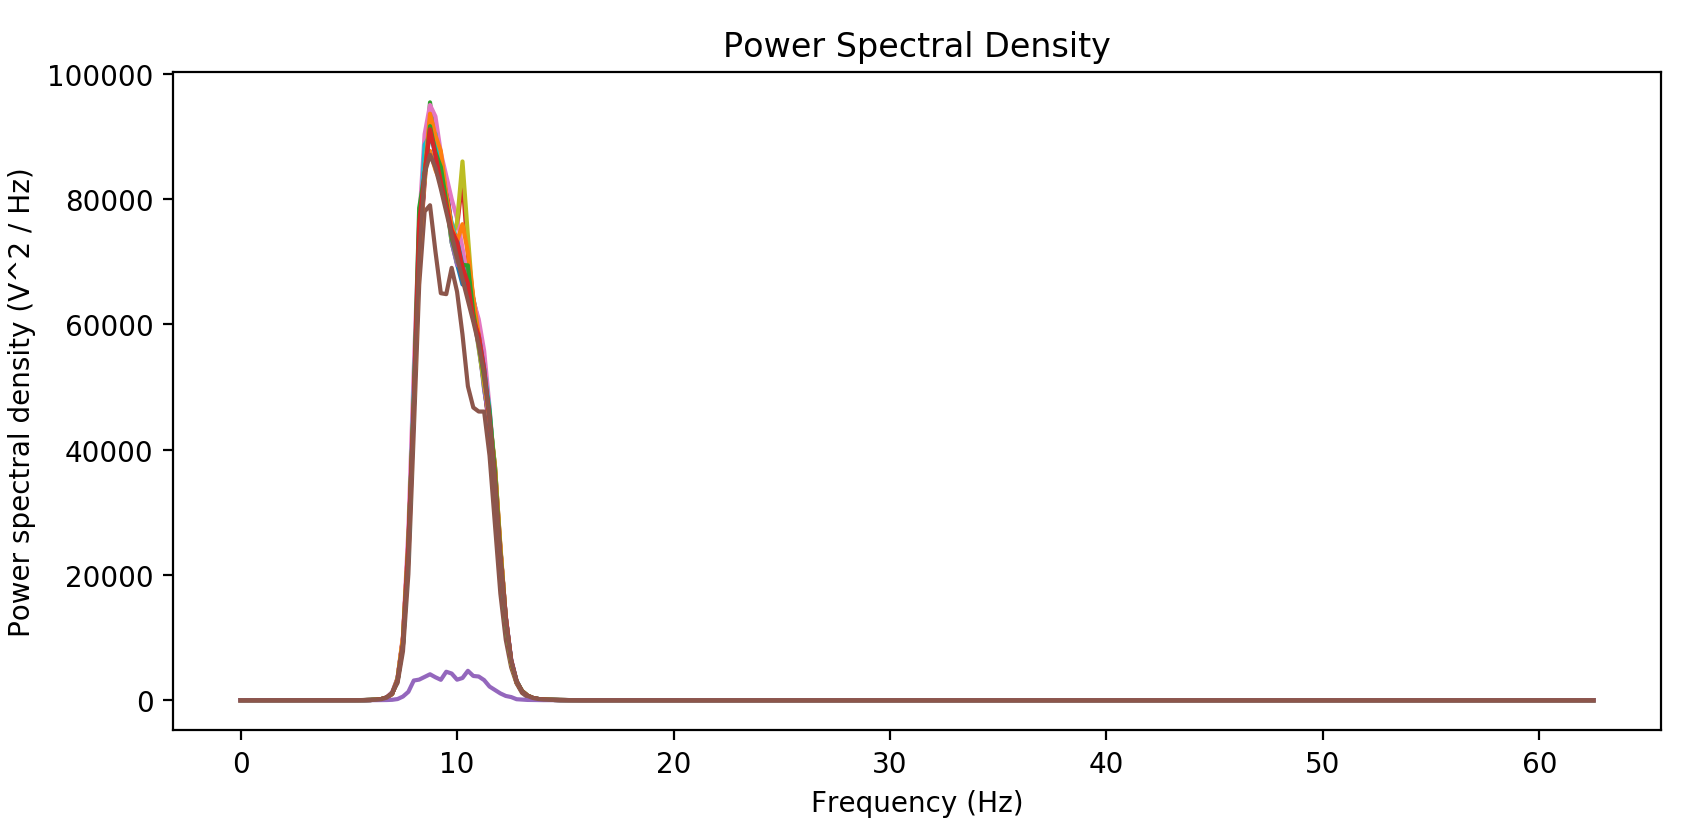 Power Spectral Density
100000
80000
60000
40000
20000
0
Power spectral density (V^2 / Hz)
0 10 20 30 40 50 60
Frequency (Hz)